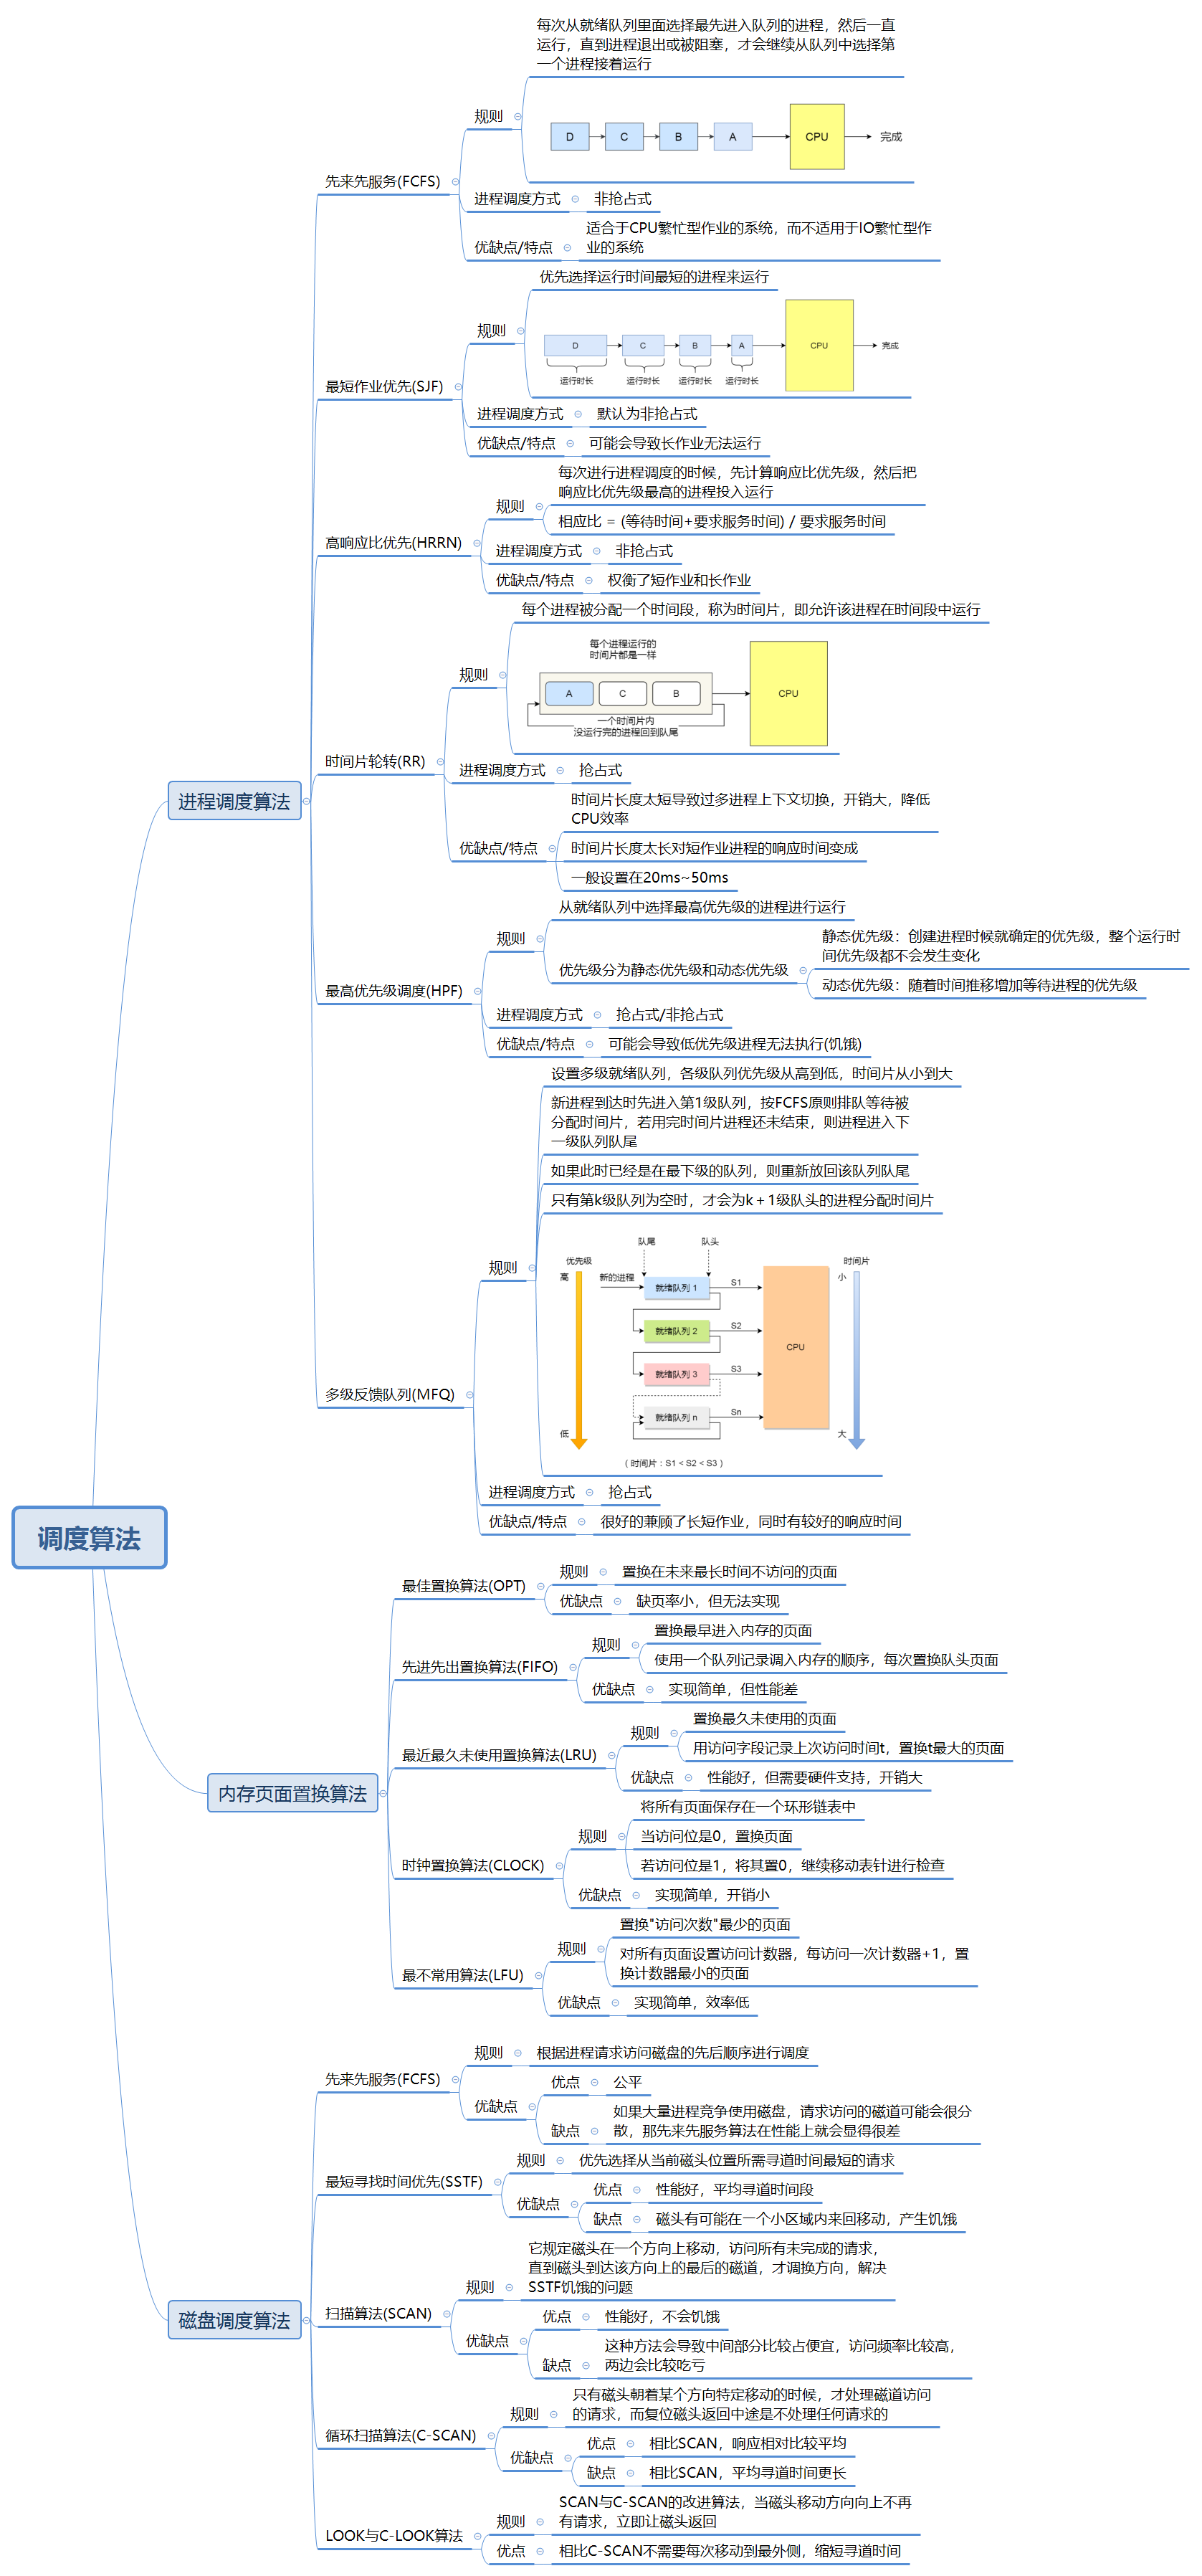 调度算法
进程调度算法
先来先服务(FCFS)
规则
每次从就绪队列里面选择最先进入队列的进程，然后一直
运行，直到进程退出或被阻塞，才会继续从队列中选择第
一个进程接着运行
D
C
B
A
CPU
完成
进程调度方式
非抢占式
优缺点/特点
适合于CPU繁忙型作业的系统，而不适用于IO繁忙型作
业的系统
最短作业优先(SJF)
规则
优先选择运行时间最短的进程来运行
D
C
B
A
CPU
完成
运行时长
运行时长
运行时长
运行时长
进程调度方式
默认为非抢占式
优缺点/特点
可能会导致长作业无法运行
高响应比优先(HRRN)
规则
每次进行进程调度的时候，先计算响应比优先级，然后把
响应比优先级最高的进程投入运行
相应比 = (等待时间+要求服务时间) / 要求服务时间
进程调度方式
非抢占式
优缺点/特点
权衡了短作业和长作业
时间片轮转(RR)
规则
每个进程被分配一个时间段，称为时间片，即允许该进程在时间段中运行
每个进程运行的
时间片都是一样
A
C
B
CPU
一个时间片内
没运行完的进程回到队尾
进程调度方式
抢占式
优缺点/特点
时间片长度太短导致过多进程上下文切换，开销大，降低
CPU效率
时间片长度太长对短作业进程的响应时间变成
一般设置在20ms~50ms
最高优先级调度(HPF)
规则
从就绪队列中选择最高优先级的进程进行运行
优先级分为静态优先级和动态优先级
静态优先级：创建进程时候就确定的优先级，整个运行时
间优先级都不会发生变化
动态优先级：随着时间推移增加等待进程的优先级
进程调度方式
抢占式/非抢占式
优缺点/特点
可能会导致低优先级进程无法执行(饥饿)
多级反馈队列(MFQ)
规则
设置多级就绪队列，各级队列优先级从高到低，时间片从小到大
新进程到达时先进入第1级队列，按FCFS原则排队等待被
分配时间片，若用完时间片进程还未结束，则进程进入下
一级队列队尾
如果此时已经是在最下级的队列，则重新放回该队列队尾
只有第k级队列为空时，才会为k + 1级队头的进程分配时间片
队尾
队头
优先级
时间片
高
新的进程
就绪队列 1
S1
小
就绪队列 2
S2
CPU
就绪队列 3
S3
就绪队列 n
Sn
低
大
（时间片：S1 < S2 < S3）
进程调度方式
抢占式
优缺点/特点
很好的兼顾了长短作业，同时有较好的响应时间
内存页面置换算法
最佳置换算法(OPT)
规则
置换在未来最长时间不访问的页面
优缺点
缺页率小，但无法实现
先进先出置换算法(FIFO)
规则
置换最早进入内存的页面
使用一个队列记录调入内存的顺序，每次置换队头页面
优缺点
实现简单，但性能差
最近最久未使用置换算法(LRU)
规则
置换最久未使用的页面
用访问字段记录上次访问时间t，置换t最大的页面
优缺点
性能好，但需要硬件支持，开销大
时钟置换算法(CLOCK)
规则
将所有页面保存在一个环形链表中
当访问位是0，置换页面
若访问位是1，将其置0，继续移动表针进行检查
优缺点
实现简单，开销小
最不常用算法(LFU)
规则
置换"访问次数"最少的页面
对所有页面设置访问计数器，每访问一次计数器+1，置
换计数器最小的页面
优缺点
实现简单，效率低
磁盘调度算法
先来先服务(FCFS)
规则
根据进程请求访问磁盘的先后顺序进行调度
优缺点
优点
公平
缺点
如果大量进程竞争使用磁盘，请求访问的磁道可能会很分
散，那先来先服务算法在性能上就会显得很差
最短寻找时间优先(SSTF)
规则
优先选择从当前磁头位置所需寻道时间最短的请求
优缺点
优点
性能好，平均寻道时间段
缺点
磁头有可能在一个小区域内来回移动，产生饥饿
扫描算法(SCAN)
规则
它规定磁头在一个方向上移动，访问所有未完成的请求，
直到磁头到达该方向上的最后的磁道，才调换方向，解决
SSTF饥饿的问题
优缺点
优点
性能好，不会饥饿
缺点
这种方法会导致中间部分比较占便宜，访问频率比较高，
两边会比较吃亏
循环扫描算法(C-SCAN)
规则
只有磁头朝着某个方向特定移动的时候，才处理磁道访问
的请求，而复位磁头返回中途是不处理任何请求的
优缺点
优点
相比SCAN，响应相对比较平均
缺点
相比SCAN，平均寻道时间更长
LOOK与C-LOOK算法
规则
SCAN与C-SCAN的改进算法，当磁头移动方向向上不再
有请求，立即让磁头返回
优点
相比C-SCAN不需要每次移动到最外侧，缩短寻道时间